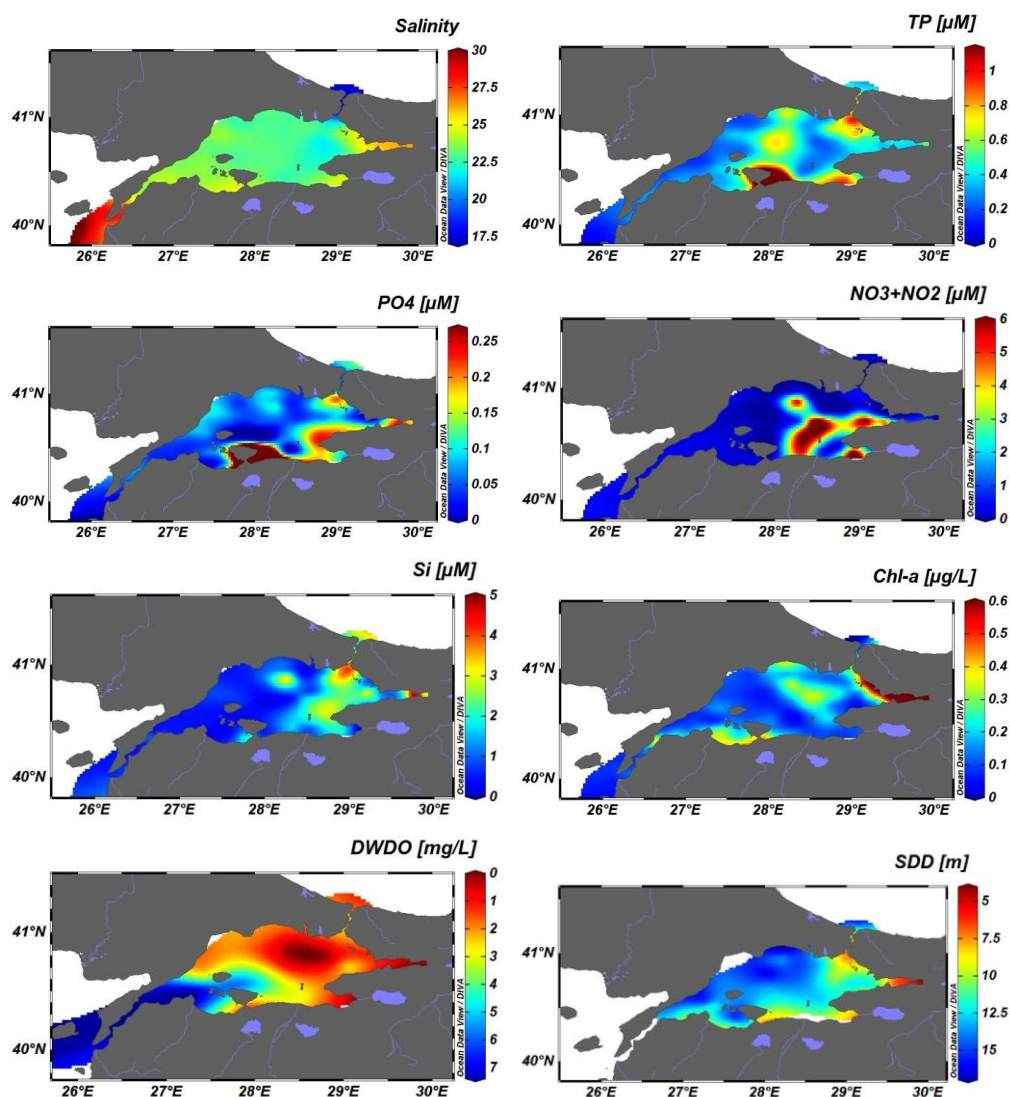 Salinity
30
27.5
25
22.5
20
17.5
41°N
40°N
26°E 27°E 28°E 29°E 30°E
Ocean Data View / DIVA
TP [µM]
1
0.8
0.6
0.4
0.2
0
41°N
40°N
26°E 27°E 28°E 29°E 30°E
Ocean Data View / DIVA
PO4 [µM]
0.25
0.2
0.15
0.1
0.05
0
41°N
40°N
26°E 27°E 28°E 29°E 30°E
Ocean Data View / DIVA
NO3+NO2 [µM]
6
5
4
3
2
1
0
41°N
40°N
26°E 27°E 28°E 29°E 30°E
Ocean Data View / DIVA
Si [µM]
5
4
3
2
1
0
41°N
40°N
26°E 27°E 28°E 29°E 30°E
Ocean Data View / DIVA
Chl-a [µg/L]
0.6
0.5
0.4
0.3
0.2
0.1
0
41°N
40°N
26°E 27°E 28°E 29°E 30°E
Ocean Data View / DIVA
DWDO [mg/L]
0
1
2
3
4
5
6
7
41°N
40°N
26°E 27°E 28°E 29°E 30°E
Ocean Data View / DIVA
SDD [m]
5
7.5
10
12.5
15
41°N
40°N
26°E 27°E 28°E 29°E 30°E
Ocean Data View / DIVA